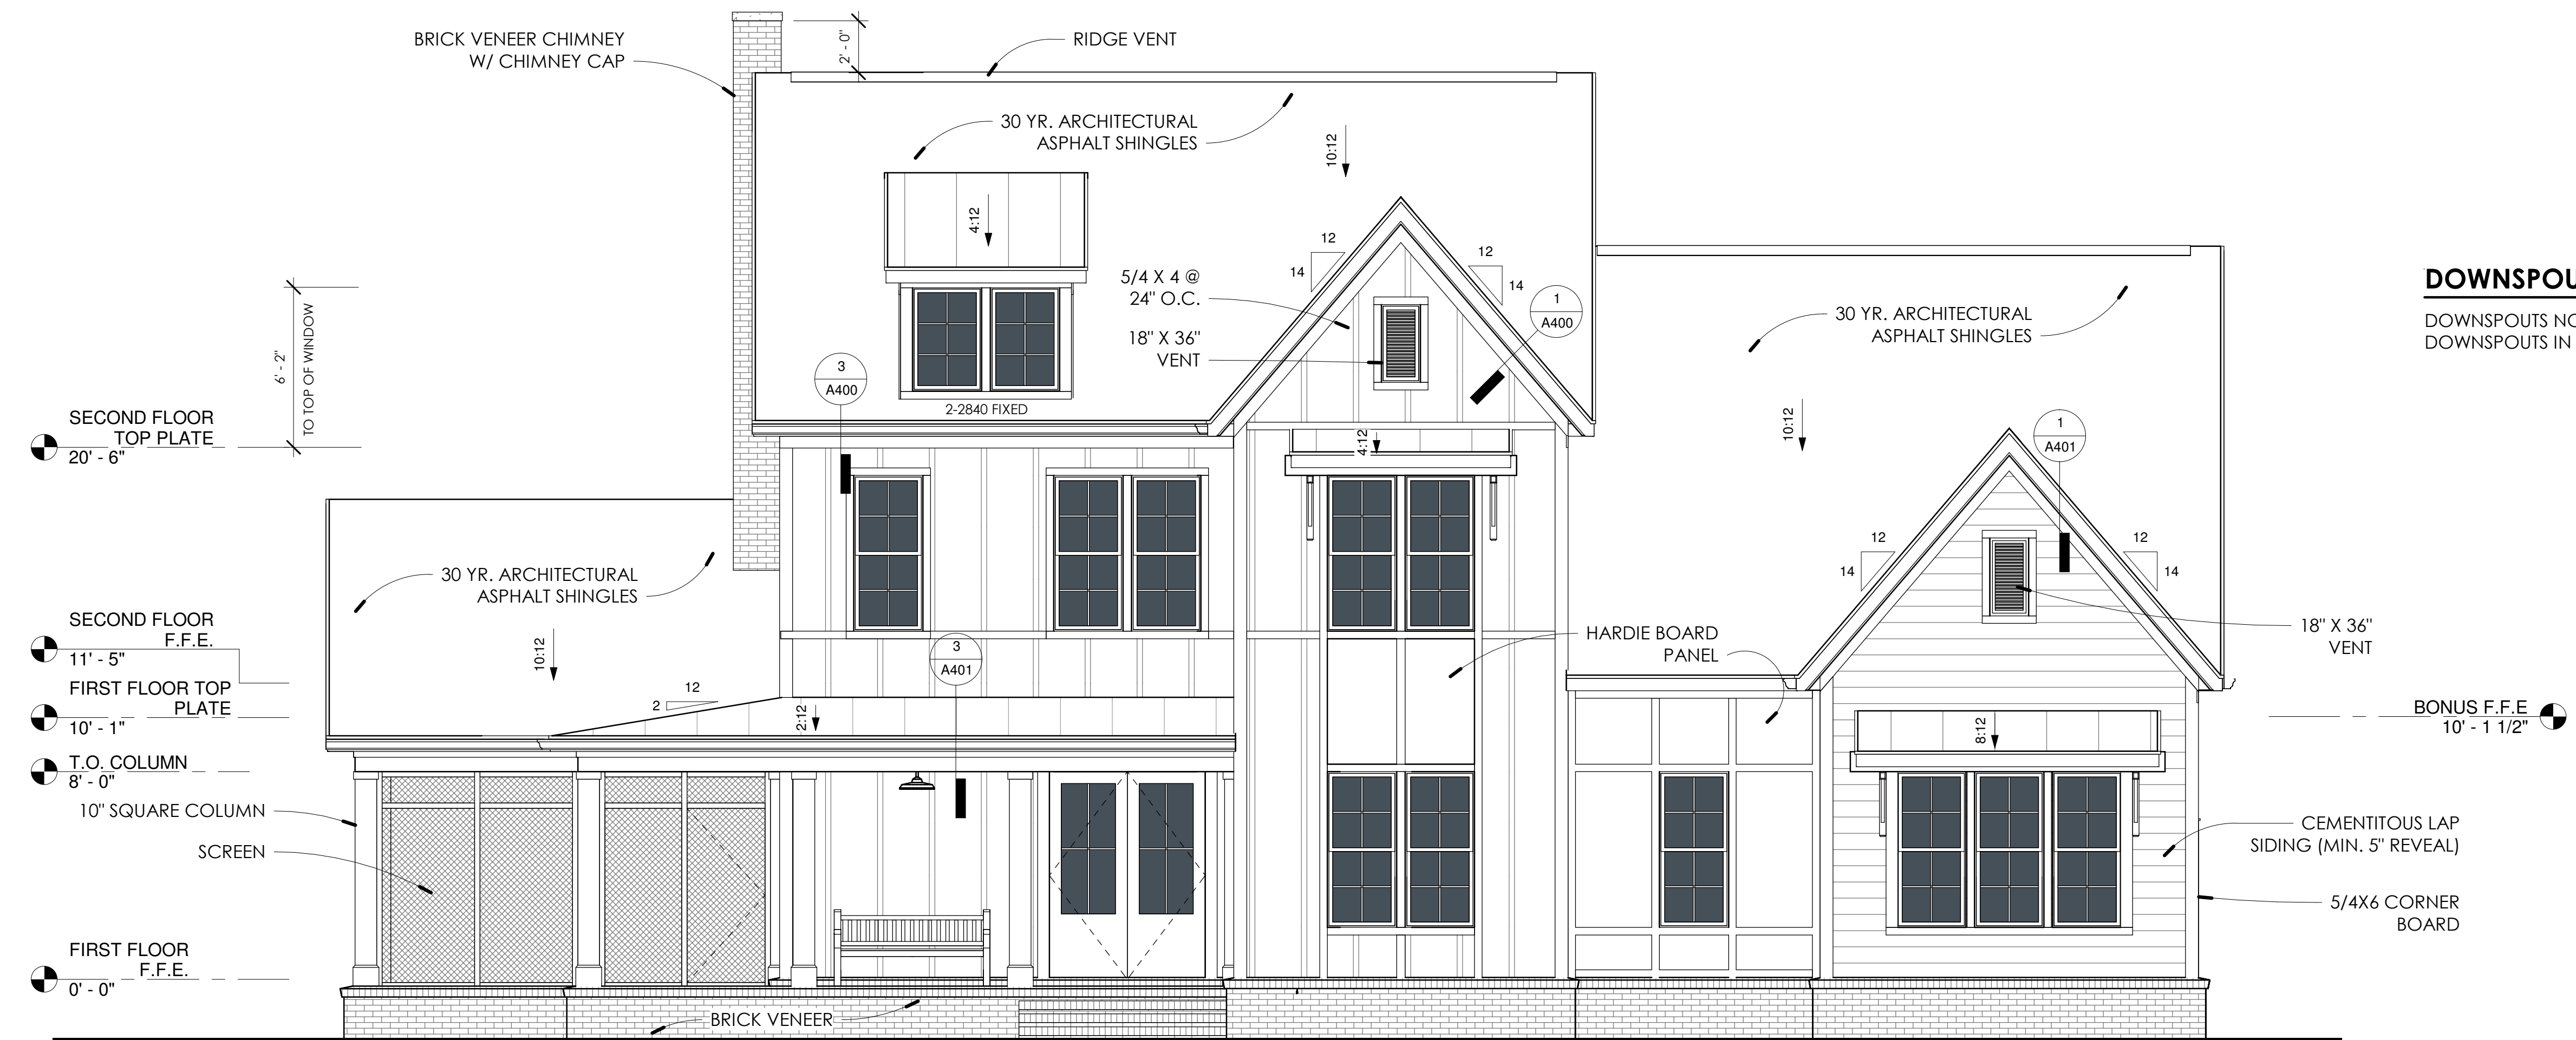 BRICK VENEER CHIMNEY
W/ CHIMNEY CAP
2' - 0"
RIDGE VENT
30 YR. ARCHITECTURAL
ASPHALT SHINGLES
10:12
4:12
12
14
12
14
5/4 X 4 @
24" O.C.
18" X 36"
VENT
1
A400
3
A400
2-2840 FIXED
6' - 2"
TO TOP OF WINDOW
30 YR. ARCHITECTURAL
ASPHALT SHINGLES
DOWNSPOU
DOWNSPOUTS NO
DOWNSPOUTS IN
SECOND FLOOR
TOP PLATE
20' - 6"
4:12
10:12
1
A401
12
14
12
14
30 YR. ARCHITECTURAL
ASPHALT SHINGLES
10:12
SECOND FLOOR
F.F.E.
11' - 5"
3
A401
HARDIE BOARD
PANEL
18" X 36"
VENT
FIRST FLOOR TOP
PLATE
10' - 1"
12
2
2:12
8:12
BONUS F.F.E
10' - 1 1/2"
T.O. COLUMN
8' - 0"
10" SQUARE COLUMN
SCREEN
CEMENTITOUS LAP
SIDING (MIN. 5" REVEAL)
5/4X6 CORNER
BOARD
FIRST FLOOR
F.F.E.
0' - 0"
BRICK VENEER